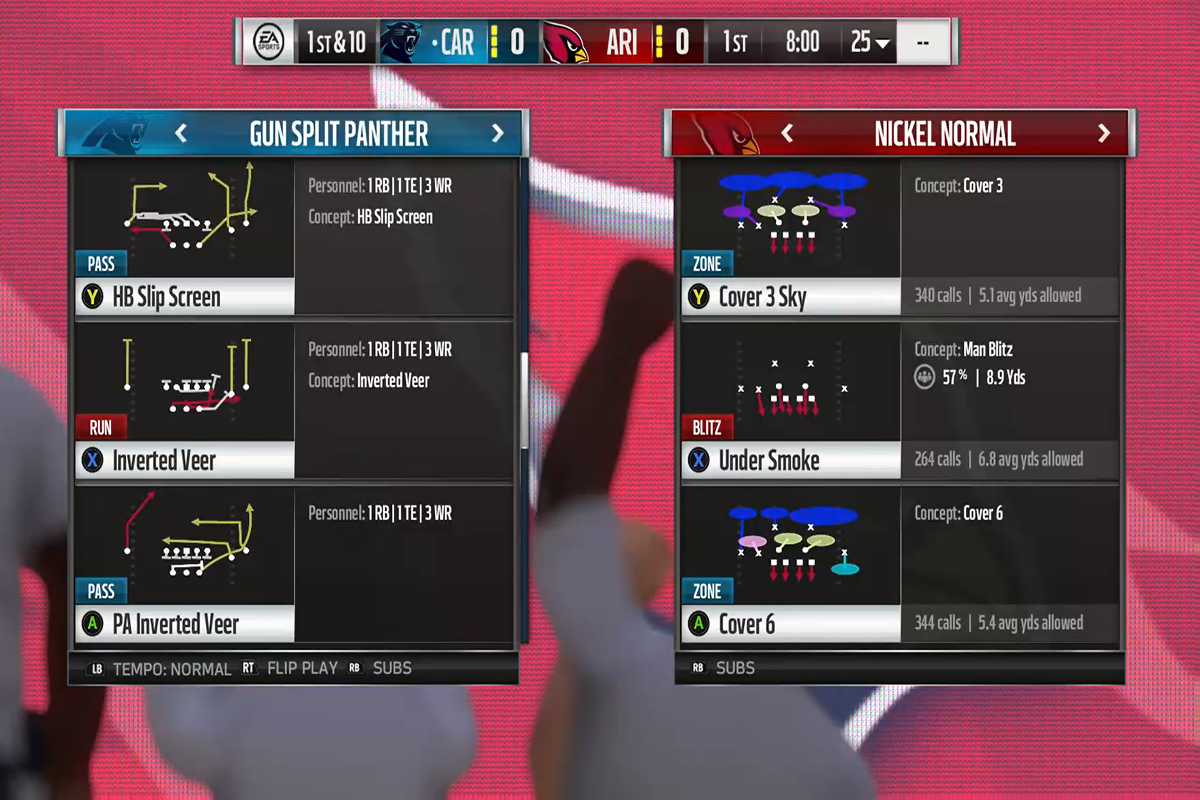 EA SPORTS 1ST & 10 CAR 0 ARI 0 1ST 8:00 25 --
GUN SPLIT PANTHER
Personnel: 1 RB | 1 TE | 3 WR
Concept: HB Slip Screen
PASS
Y HB Slip Screen
Personnel: 1 RB | 1 TE | 3 WR
Concept: Inverted Veer
RUN
X Inverted Veer
Personnel: 1 RB | 1 TE | 3 WR
PASS
A PA Inverted Veer
LB TEMPO: NORMAL RT FLIP PLAY RB SUBS
NICKEL NORMAL
Concept: Cover 3
ZONE
Y Cover 3 Sky
340 calls | 5.1 avg yds allowed
Concept: Man Blitz
57% | 8.9 Yds
BLITZ
X Under Smoke
264 calls | 6.8 avg yds allowed
Concept: Cover 6
ZONE
A Cover 6
344 calls | 5.4 avg yds allowed
RB SUBS